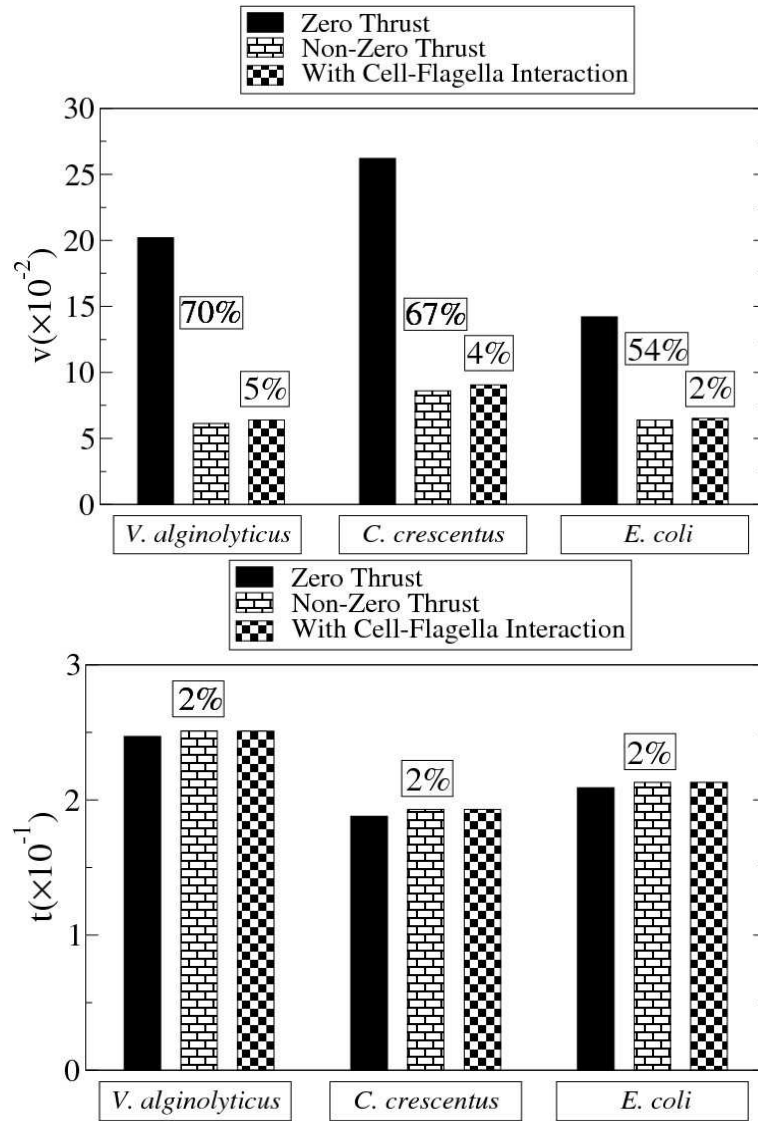 Zero Thrust
Non-Zero Thrust
With Cell-Flagella Interaction
30
25
20
15
10
5
0
v(×10⁻²)
70%
5%
67%
4%
54%
2%
V. alginolyticus
C. crescentus
E. coli
Zero Thrust
Non-Zero Thrust
With Cell-Flagella Interaction
3
2
1
0
t(×10⁻¹)
2%
2%
2%
V. alginolyticus
C. crescentus
E. coli